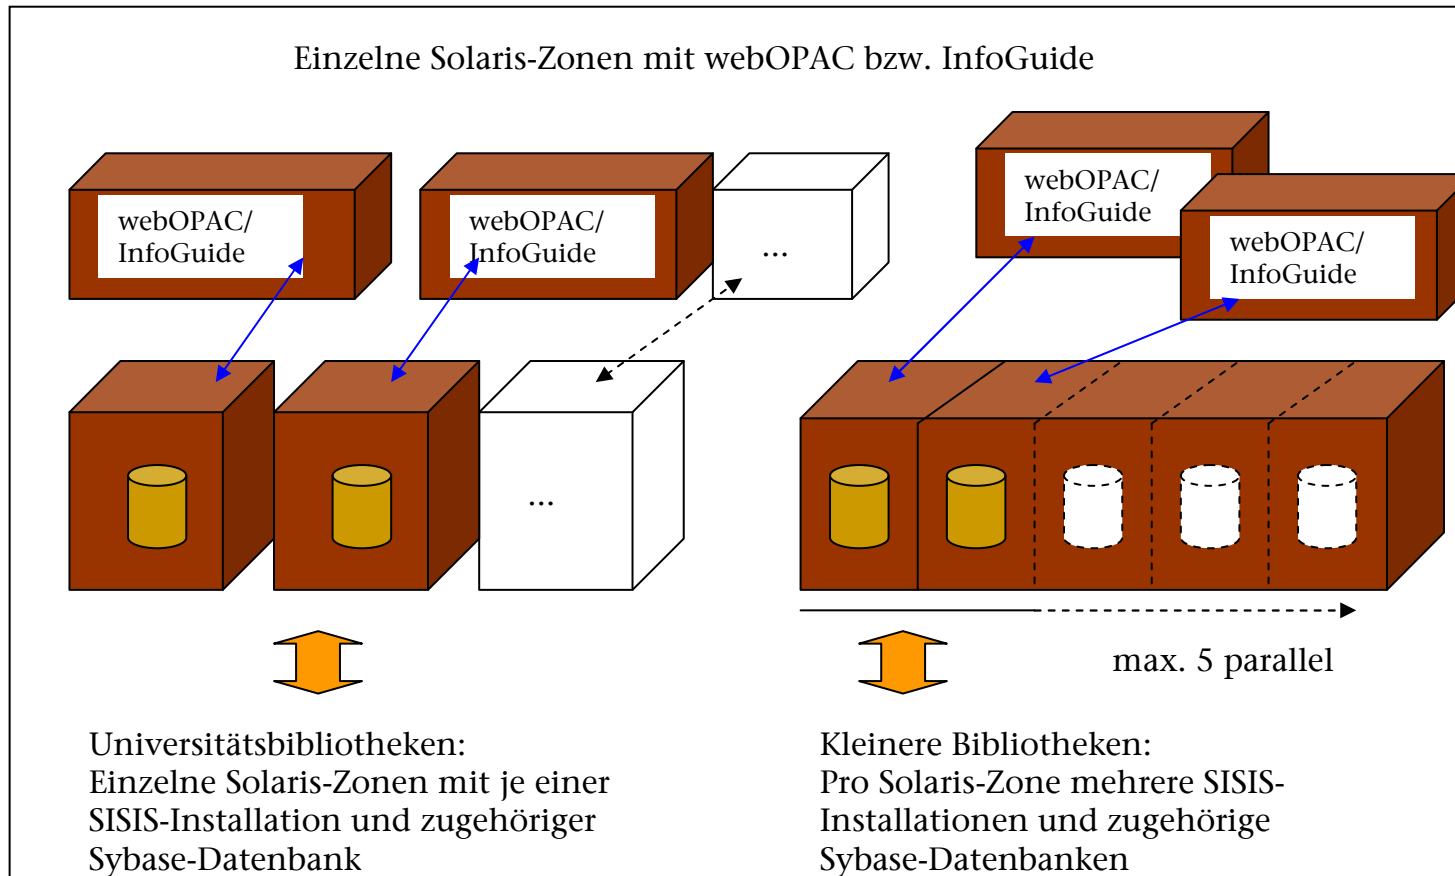 Einzelne Solaris-Zonen mit webOPAC bzw. InfoGuide
webOPAC/
InfoGuide
webOPAC/
InfoGuide
...
webOPAC/
InfoGuide
webOPAC/
InfoGuide
...
max. 5 parallel
Universitätsbibliotheken:
Einzelne Solaris-Zonen mit je einer
SISIS-Installation und zugehöriger
Sybase-Datenbank
Kleinere Bibliotheken:
Pro Solaris-Zone mehrere SISIS-
Installationen und zugehörige
Sybase-Datenbanken